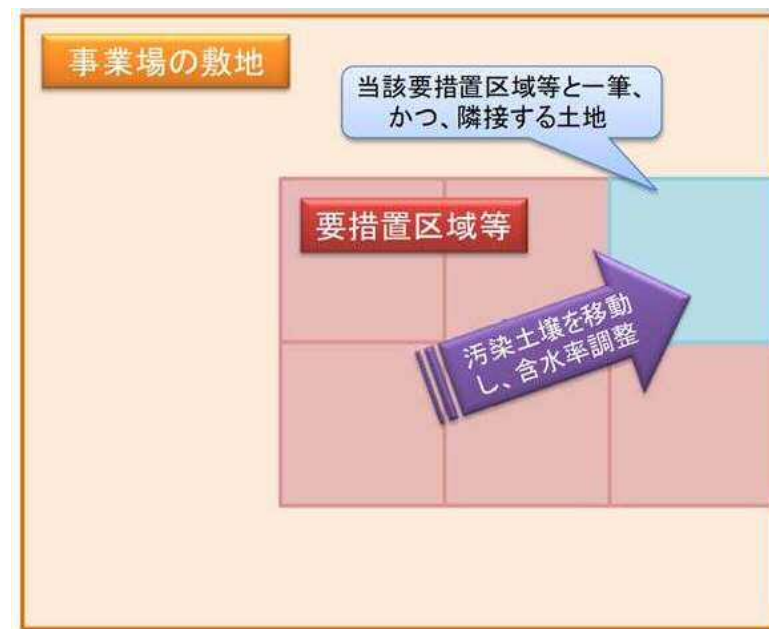 事業場の敷地
当該要措置区域等と一筆、
かつ、隣接する土地
要措置区域等
汚染土壌を移動
し、含水率調整